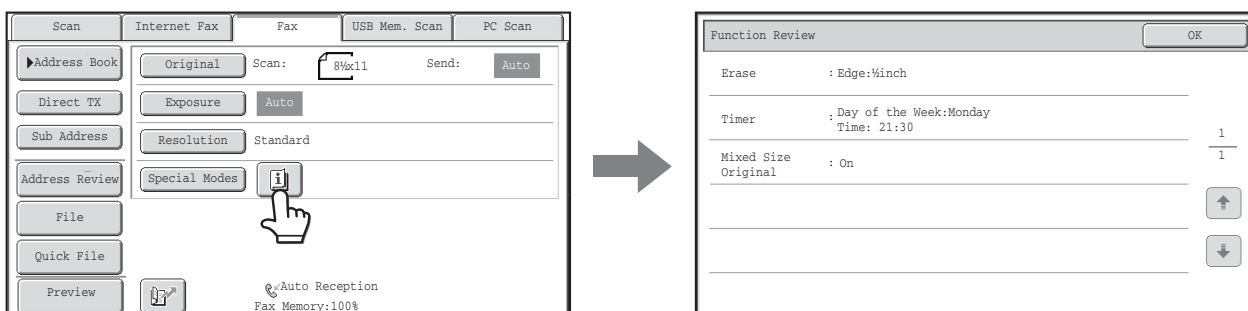 Scan Internet Fax Fax USB Mem. Scan PC Scan
Address Book Original Scan: 8½x11 Send: Auto
Direct TX Exposure Auto
Sub Address Resolution Standard
Address Review Special Modes
File
Quick File
Preview Auto Reception
Fax Memory:100%
Function Review OK
Erase : Edge:½inch
Timer : Day of the Week:Monday
Time: 21:30
Mixed Size
Original : On
1
1